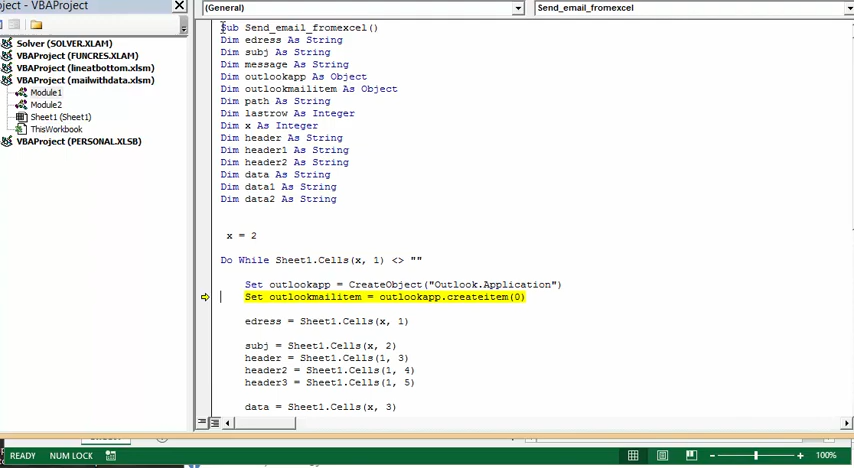 ct - VBAProject
(General)
Send_email_fromexcel
Solver (SOLVER.XLAM)
VBAProject (FUNCRES.XLAM)
VBAProject (lineatbottom.xlsm)
VBAProject (mailwithdata.xlsm)
Module1
Module2
Sheet1 (Sheet1)
ThisWorkbook
VBAProject (PERSONAL.XLSB)
Sub Send_email_fromexcel()
Dim edress As String
Dim subj As String
Dim message As String
Dim outlookapp As Object
Dim outlookmailitem As Object
Dim path As String
Dim lastrow As Integer
Dim x As Integer
Dim header As String
Dim header1 As String
Dim header2 As String
Dim data As String
Dim data1 As String
Dim data2 As String
x = 2
Do While Sheet1.Cells(x, 1) <> ""
Set outlookapp = CreateObject("Outlook.Application")
Set outlookmailitem = outlookapp.createitem(0)
edress = Sheet1.Cells(x, 1)
subj = Sheet1.Cells(x, 2)
header = Sheet1.Cells(1, 3)
header2 = Sheet1.Cells(1, 4)
header3 = Sheet1.Cells(1, 5)
data = Sheet1.Cells(x, 3)
READY NUM LOCK 100%